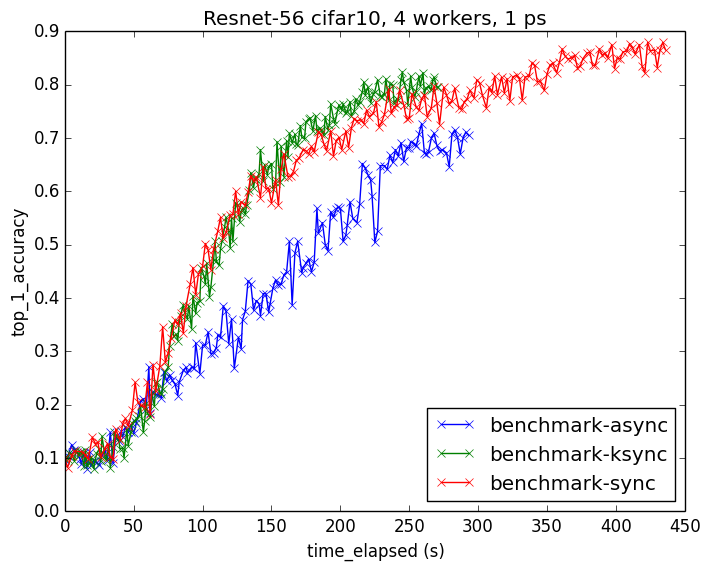 Resnet-56 cifar10, 4 workers, 1 ps
0.9
0.8
0.7
0.6
0.5
0.4
0.3
0.2
0.1
0.0
top_1_accuracy
benchmark-async
benchmark-ksync
benchmark-sync
0 50 100 150 200 250 300 350 400 450
time_elapsed (s)